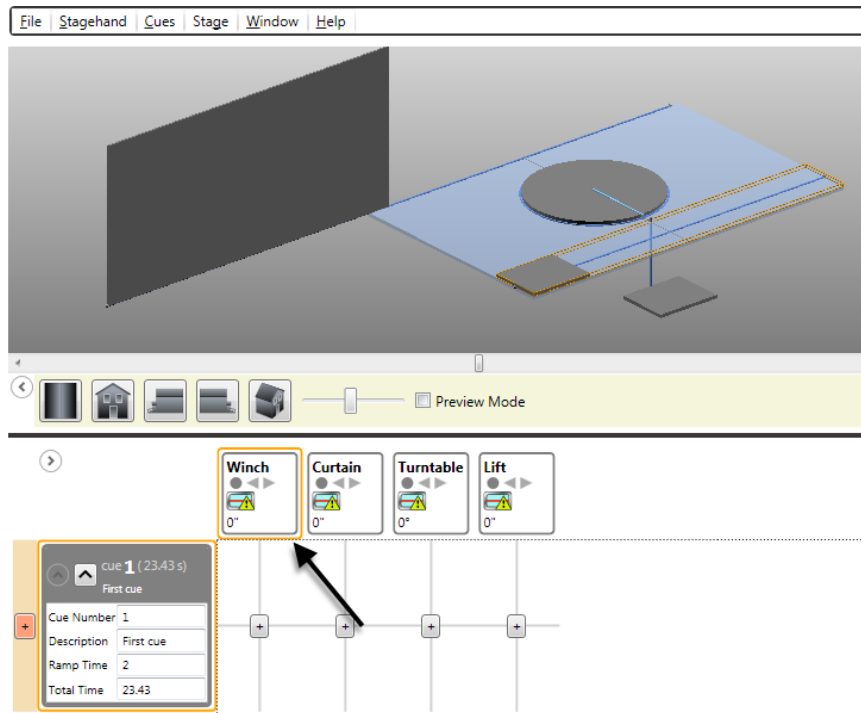 File Stagehand Cues Stage Window Help
Preview Mode
Winch Curtain Turntable Lift
0" 0" 0° 0"
cue 1 (23.43 s)
First cue
Cue Number 1
Description First cue
Ramp Time 2
Total Time 23.43